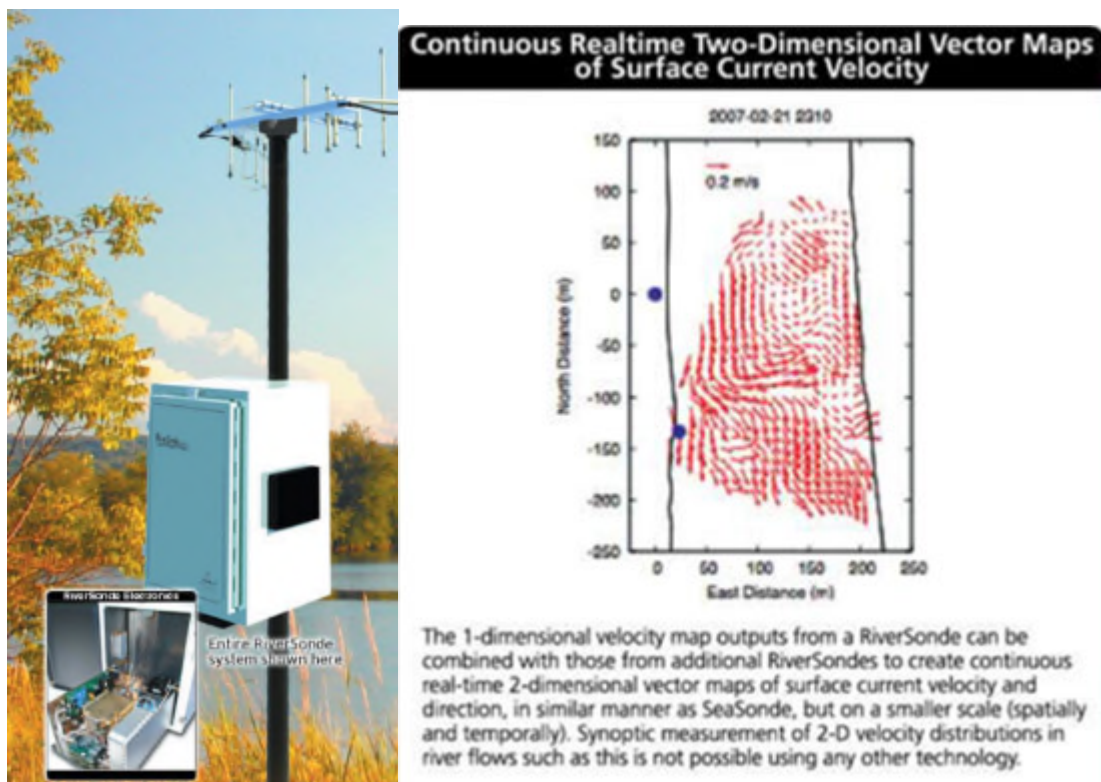 Continuous Realtime Two-Dimensional Vector Maps
of Surface Current Velocity
2007-02-21 2310
150
100
50
0
-50
-100
-150
-200
-250
North Distance (m)
0.2 m/s
0 50 100 150 200 250
East Distance (m)
RiverSonde Electronics
Entire RiverSonde
system shown here
The 1-dimensional velocity map outputs from a RiverSonde can be
combined with those from additional RiverSondes to create continuous
real-time 2-dimensional vector maps of surface current velocity and
direction, in similar manner as SeaSonde, but on a smaller scale (spatially
and temporally). Synoptic measurement of 2-D velocity distributions in
river flows such as this is not possible using any other technology.